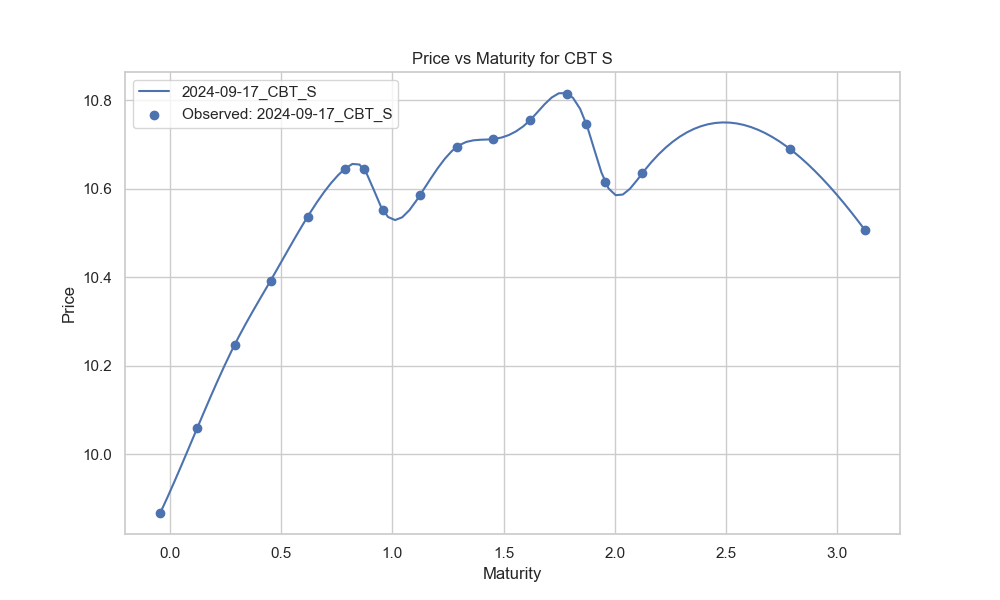 Price vs Maturity for CBT S
2024-09-17_CBT_S
Observed: 2024-09-17_CBT_S
Price
10.8
10.6
10.4
10.2
10.0
0.0 0.5 1.0 1.5 2.0 2.5 3.0
Maturity